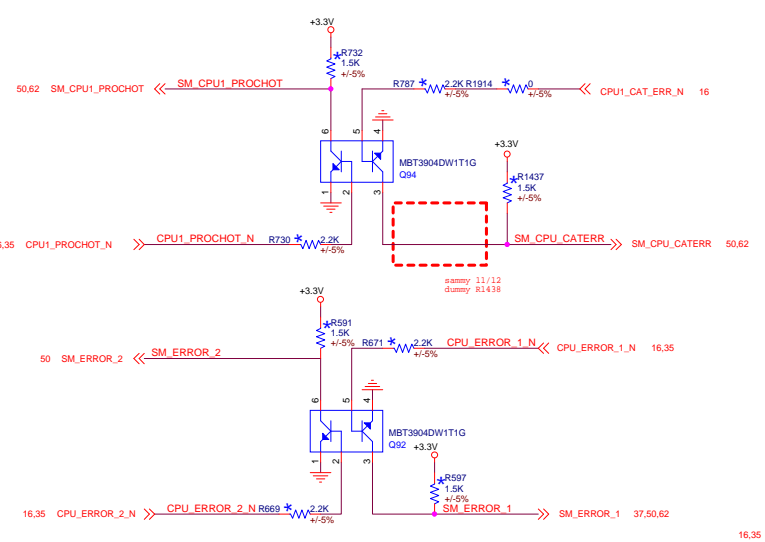 +3.3V
R732
1.5K
+/-5%
50,62 SM_CPU1_PROCHOT
SM_CPU1_PROCHOT
R787
2.2K
+/-5%
R1914
0
+/-5%
CPU1_CAT_ERR_N 16
6
5
4
MBT3904DW1T1G
Q94
1
2
3
+3.3V
R1437
1.5K
+/-5%
6,35 CPU1_PROCHOT_N
CPU1_PROCHOT_N
R730
2.2K
+/-5%
SM_CPU_CATERR
SM_CPU_CATERR 50,62
sammy 11/12
dummy R1438
+3.3V
R591
1.5K
+/-5%
50 SM_ERROR_2
SM_ERROR_2
R671
2.2K
+/-5%
CPU_ERROR_1_N
CPU_ERROR_1_N 16,35
6
5
4
MBT3904DW1T1G
Q92
1
2
3
+3.3V
R597
1.5K
+/-5%
16,35 CPU_ERROR_2_N
CPU_ERROR_2_N
R669
2.2K
+/-5%
SM_ERROR_1
SM_ERROR_1 37,50,62
16,35